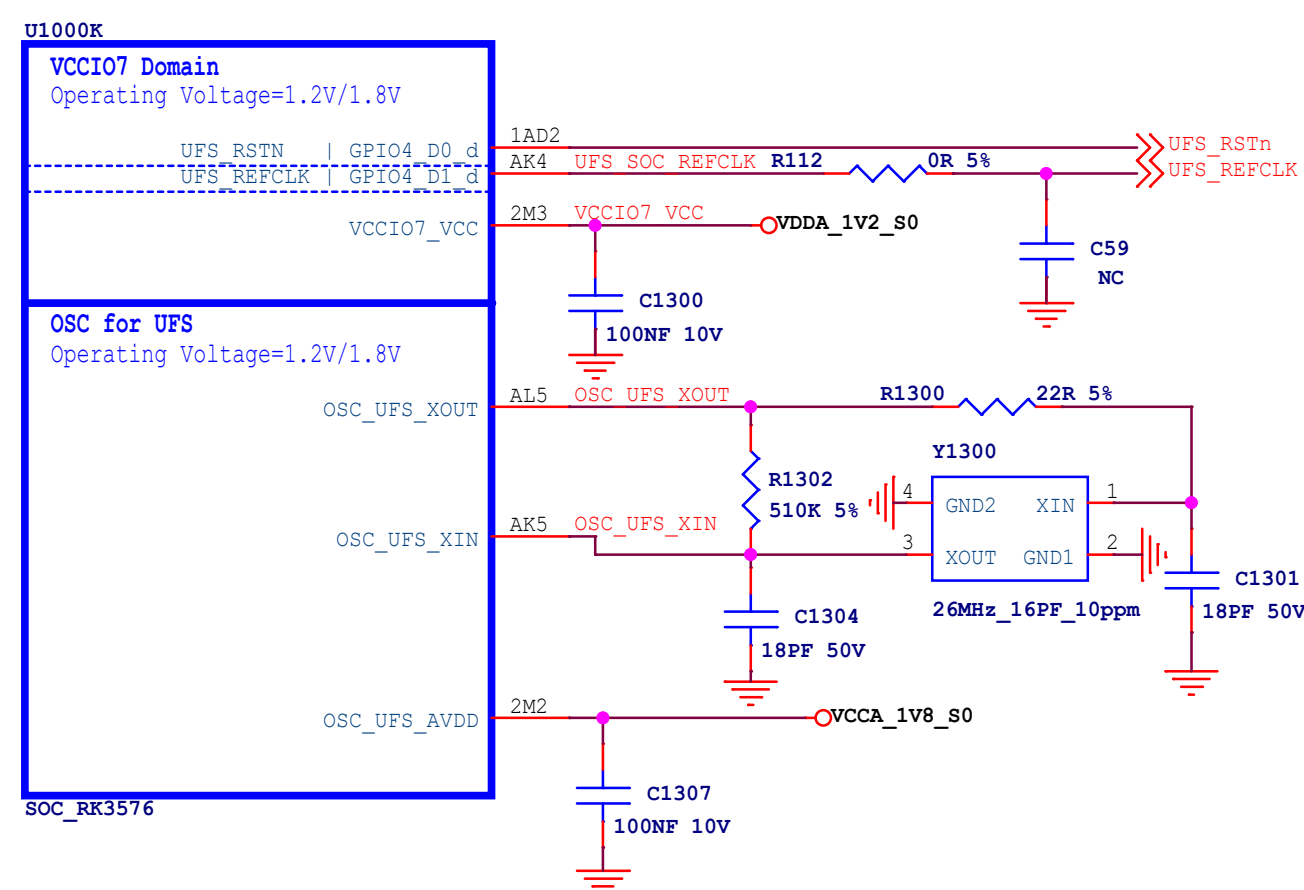 U1000K
VCCIO7 Domain
Operating Voltage=1.2V/1.8V
UFS_RSTN | GPIO4_D0_d
1AD2
UFS_RSTn
UFS_REFCLK | GPIO4_D1_d
AK4
UFS_SOC_REFCLK
R112
0R 5%
UFS_REFCLK
VCCIO7_VCC
2M3
VCCIO7_VCC
VDDA_1V2_S0
C59
NC
C1300
100NF 10V
OSC for UFS
Operating Voltage=1.2V/1.8V
OSC_UFS_XOUT
AL5
OSC_UFS_XOUT
R1300
22R 5%
Y1300
R1302
510K 5%
4
GND2
XIN
1
OSC_UFS_XIN
AK5
OSC_UFS_XIN
3
XOUT
GND1
2
C1301
18PF 50V
26MHz_16PF_10ppm
C1304
18PF 50V
OSC_UFS_AVDD
2M2
VCCA_1V8_S0
C1307
100NF 10V
SOC_RK3576